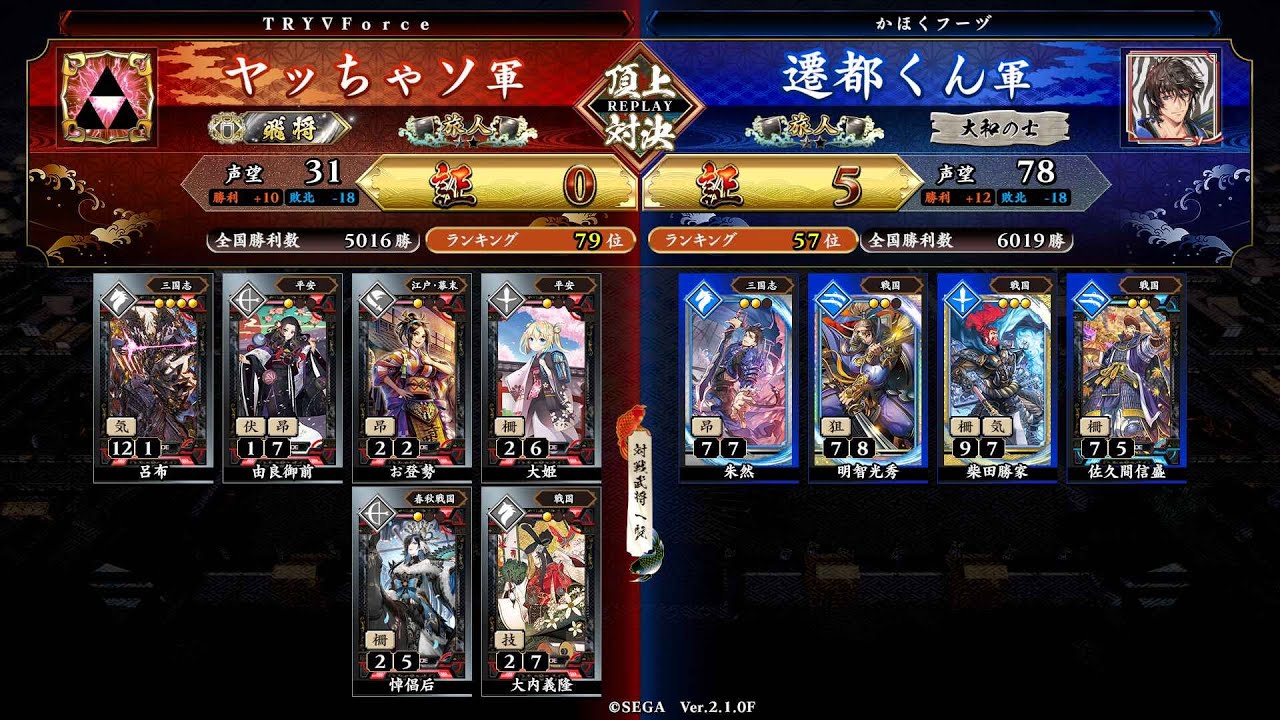 TRY∇Force
かほくフーヅ
ヤッちゃソ軍
頂上
REPLAY
対決
遷都くん軍
飛将
旅人
旅人
大和の士
声望 31
勝利 +10 敗北 -18
証 0
証 5
声望 78
勝利 +12 敗北 -18
全国勝利数 5016勝
ランキング 79位
ランキング 57位
全国勝利数 6019勝
三国志
気
12 1
呂布
平安
伏 昂
1 7
由良御前
江戸・幕末
昂
2 2
お登勢
平安
柵
2 6
大姫
三国志
昂
7 7
朱然
戦国
狙
7 8
明智光秀
戦国
柵 気
9 7
柴田勝家
戦国
柵
7 5
佐久間信盛
対戦武将一覧
春秋戦国
柵
2 5
悼倡后
戦国
技
2 7
大内義隆
©SEGA Ver.2.1.0F